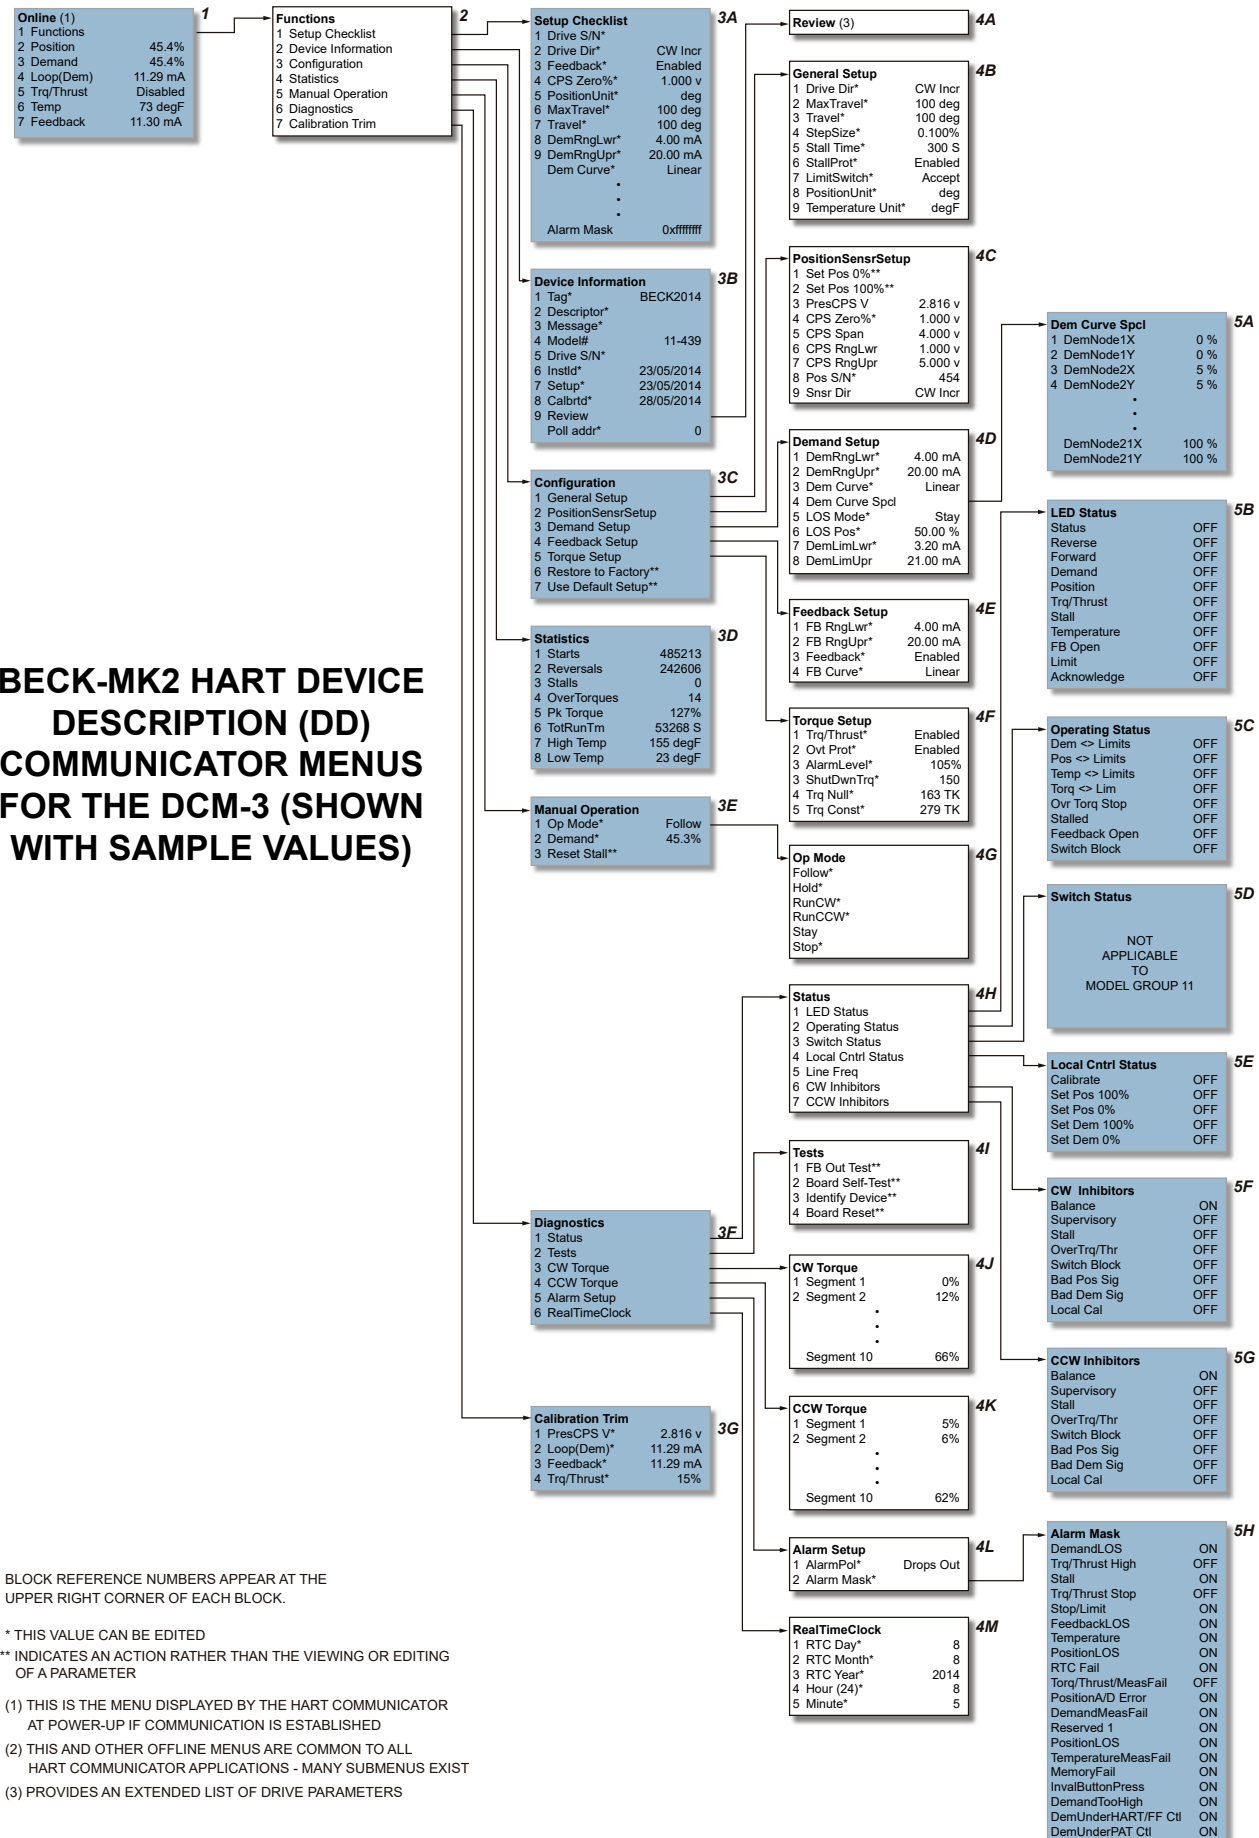 Online (1)
1 Functions
2 Position 45.4%
3 Demand 45.4%
4 Loop(Dem) 11.29 mA
5 Trq/Thrust Disabled
6 Temp 73 degF
7 Feedback 11.30 mA
1
Functions
1 Setup Checklist
2 Device Information
3 Configuration
4 Statistics
5 Manual Operation
6 Diagnostics
7 Calibration Trim
2
Setup Checklist
1 Drive S/N*
2 Drive Dir* CW Incr
3 Feedback* Enabled
4 CPS Zero%* 1.000 v
5 PositionUnit* deg
6 MaxTravel* 100 deg
7 Travel* 100 deg
8 DemRngLwr* 4.00 mA
9 DemRngUpr* 20.00 mA
Dem Curve* Linear
•
•
•
Alarm Mask 0xffffffff
3A
Device Information
1 Tag* BECK2014
2 Descriptor*
3 Message*
4 Model# 11-439
5 Drive S/N*
6 Instld* 23/05/2014
7 Setup* 23/05/2014
8 Calbrtd* 28/05/2014
9 Review
Poll addr* 0
3B
Configuration
1 General Setup
2 PositionSensrSetup
3 Demand Setup
4 Feedback Setup
5 Torque Setup
6 Restore to Factory**
7 Use Default Setup**
3C
Statistics
1 Starts 485213
2 Reversals 242606
3 Stalls 0
4 OverTorques 14
5 Pk Torque 127%
6 TotRunTm 53268 S
7 High Temp 155 degF
8 Low Temp 23 degF
3D
Manual Operation
1 Op Mode* Follow
2 Demand* 45.3%
3 Reset Stall**
3E
Diagnostics
1 Status
2 Tests
3 CW Torque
4 CCW Torque
5 Alarm Setup
6 RealTimeClock
3F
Calibration Trim
1 PresCPS V* 2.816 v
2 Loop(Dem)* 11.29 mA
3 Feedback* 11.29 mA
4 Trq/Thrust* 15%
3G
Review (3)
4A
General Setup
1 Drive Dir* CW Incr
2 MaxTravel* 100 deg
3 Travel* 100 deg
4 StepSize* 0.100%
5 Stall Time* 300 S
6 StallProt* Enabled
7 LimitSwitch* Accept
8 PositionUnit* deg
9 Temperature Unit* degF
4B
PositionSensrSetup
1 Set Pos 0%**
2 Set Pos 100%**
3 PresCPS V 2.816 v
4 CPS Zero%* 1.000 v
5 CPS Span 4.000 v
6 CPS RngLwr 1.000 v
7 CPS RngUpr 5.000 v
8 Pos S/N* 454
9 Snsr Dir CW Incr
4C
Demand Setup
1 DemRngLwr* 4.00 mA
2 DemRngUpr* 20.00 mA
3 Dem Curve* Linear
4 Dem Curve Spcl
5 LOS Mode* Stay
6 LOS Pos* 50.00 %
7 DemLimLwr* 3.20 mA
8 DemLimUpr 21.00 mA
4D
Feedback Setup
1 FB RngLwr* 4.00 mA
2 FB RngUpr* 20.00 mA
3 Feedback* Enabled
4 FB Curve* Linear
4E
Torque Setup
1 Trq/Thrust* Enabled
2 Ovt Prot* Enabled
3 AlarmLevel* 105%
3 ShutDwnTrq* 150
4 Trq Null* 163 TK
5 Trq Const* 279 TK
4F
Op Mode
Follow*
Hold*
RunCW*
RunCCW*
Stay
Stop*
4G
Status
1 LED Status
2 Operating Status
3 Switch Status
4 Local Cntrl Status
5 Line Freq
6 CW Inhibitors
7 CCW Inhibitors
4H
Tests
1 FB Out Test**
2 Board Self-Test**
3 Identify Device**
4 Board Reset**
4I
CW Torque
1 Segment 1 0%
2 Segment 2 12%
•
•
•
Segment 10 66%
4J
CCW Torque
1 Segment 1 5%
2 Segment 2 6%
•
•
•
Segment 10 62%
4K
Alarm Setup
1 AlarmPol* Drops Out
2 Alarm Mask*
4L
RealTimeClock
1 RTC Day* 8
2 RTC Month* 8
3 RTC Year* 2014
4 Hour (24)* 8
5 Minute* 5
4M
Dem Curve Spcl
1 DemNode1X 0 %
2 DemNode1Y 0 %
3 DemNode2X 5 %
4 DemNode2Y 5 %
•
•
•
DemNode21X 100 %
DemNode21Y 100 %
5A
LED Status
Status OFF
Reverse OFF
Forward OFF
Demand OFF
Position OFF
Trq/Thrust OFF
Stall OFF
Temperature OFF
FB Open OFF
Limit OFF
Acknowledge OFF
5B
Operating Status
Dem <> Limits OFF
Pos <> Limits OFF
Temp <> Limits OFF
Torq <> Lim OFF
Ovr Torq Stop OFF
Stalled OFF
Feedback Open OFF
Switch Block OFF
5C
Switch Status
NOT
APPLICABLE
TO
MODEL GROUP 11
5D
Local Cntrl Status
Calibrate OFF
Set Pos 100% OFF
Set Pos 0% OFF
Set Dem 100% OFF
Set Dem 0% OFF
5E
CW Inhibitors
Balance ON
Supervisory OFF
Stall OFF
OverTrq/Thr OFF
Switch Block OFF
Bad Pos Sig OFF
Bad Dem Sig OFF
Local Cal OFF
5F
CCW Inhibitors
Balance ON
Supervisory OFF
Stall OFF
OverTrq/Thr OFF
Switch Block OFF
Bad Pos Sig OFF
Bad Dem Sig OFF
Local Cal OFF
5G
Alarm Mask
DemandLOS ON
Trq/Thrust High OFF
Stall ON
Trq/Thrust Stop OFF
Stop/Limit ON
FeedbackLOS ON
Temperature ON
PositionLOS ON
RTC Fail ON
Torq/Thrust/MeasFail OFF
PositionA/D Error ON
DemandMeasFail ON
Reserved 1 ON
PositionLOS ON
TemperatureMeasFail ON
MemoryFail ON
InvalButtonPress ON
DemandTooHigh ON
DemUnderHART/FF Ctl ON
DemUnderPAT Ctl ON
5H
BECK-MK2 HART DEVICE
DESCRIPTION (DD)
COMMUNICATOR MENUS
FOR THE DCM-3 (SHOWN
WITH SAMPLE VALUES)
BLOCK REFERENCE NUMBERS APPEAR AT THE
UPPER RIGHT CORNER OF EACH BLOCK.
* THIS VALUE CAN BE EDITED
** INDICATES AN ACTION RATHER THAN THE VIEWING OR EDITING
OF A PARAMETER
(1) THIS IS THE MENU DISPLAYED BY THE HART COMMUNICATOR
AT POWER-UP IF COMMUNICATION IS ESTABLISHED
(2) THIS AND OTHER OFFLINE MENUS ARE COMMON TO ALL
HART COMMUNICATOR APPLICATIONS - MANY SUBMENUS EXIST
(3) PROVIDES AN EXTENDED LIST OF DRIVE PARAMETERS